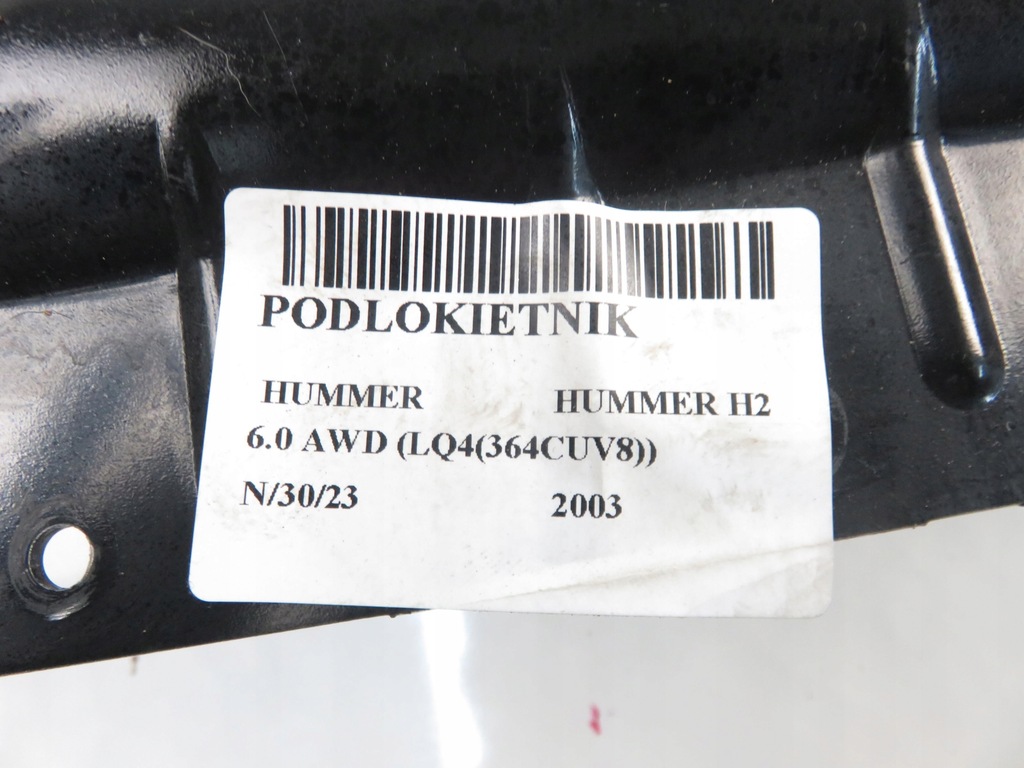 PODLOKIETNIK
HUMMER HUMMER H2
6.0 AWD (LQ4(364CUV8))
N/30/23 2003